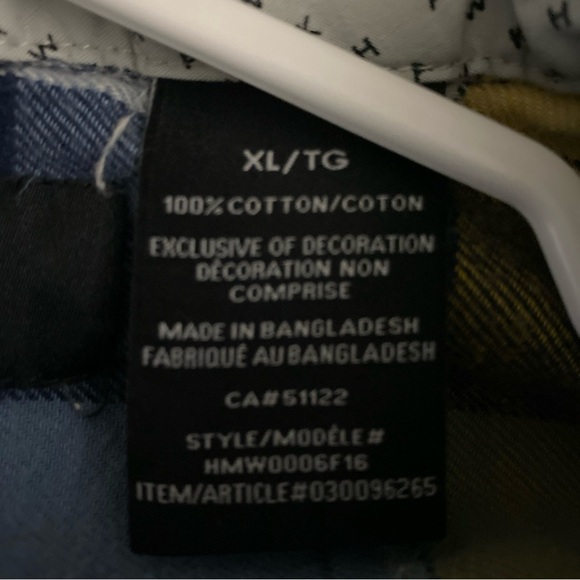 XL/TG
100% COTTON/COTON
EXCLUSIVE OF DECORATION
DÉCORATION NON
COMPRISE
MADE IN BANGLADESH
FABRIQUÉ AU BANGLADESH
CA#51122
STYLE/MODÈLE#
HMW0006F16
ITEM/ARTICLE#030096265